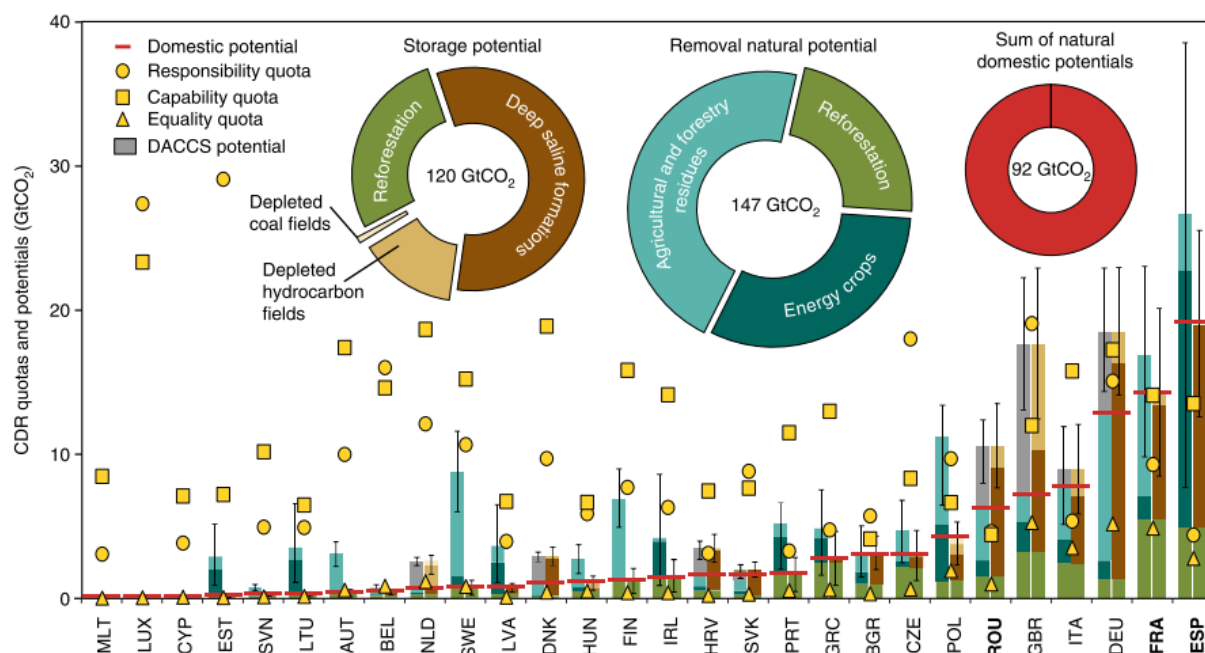 40
30
20
10
0
CDR quotas and potentials (GtCO₂)
Domestic potential
Responsibility quota
Capability quota
Equality quota
DACCS potential
Storage potential
Reforestation
Deep saline formations
120 GtCO₂
Depleted
coal fields
Depleted
hydrocarbon
fields
Removal natural potential
Agricultural and forestry
residues
Reforestation
Energy crops
147 GtCO₂
Sum of natural
domestic potentials
92 GtCO₂
MLT
LUX
CYP
EST
SVN
LTU
AUT
BEL
NLD
SWE
LVA
DNK
HUN
FIN
IRL
HRV
SVK
PRT
GRC
BGR
CZE
POL
ROU
GBR
ITA
DEU
FRA
ESP